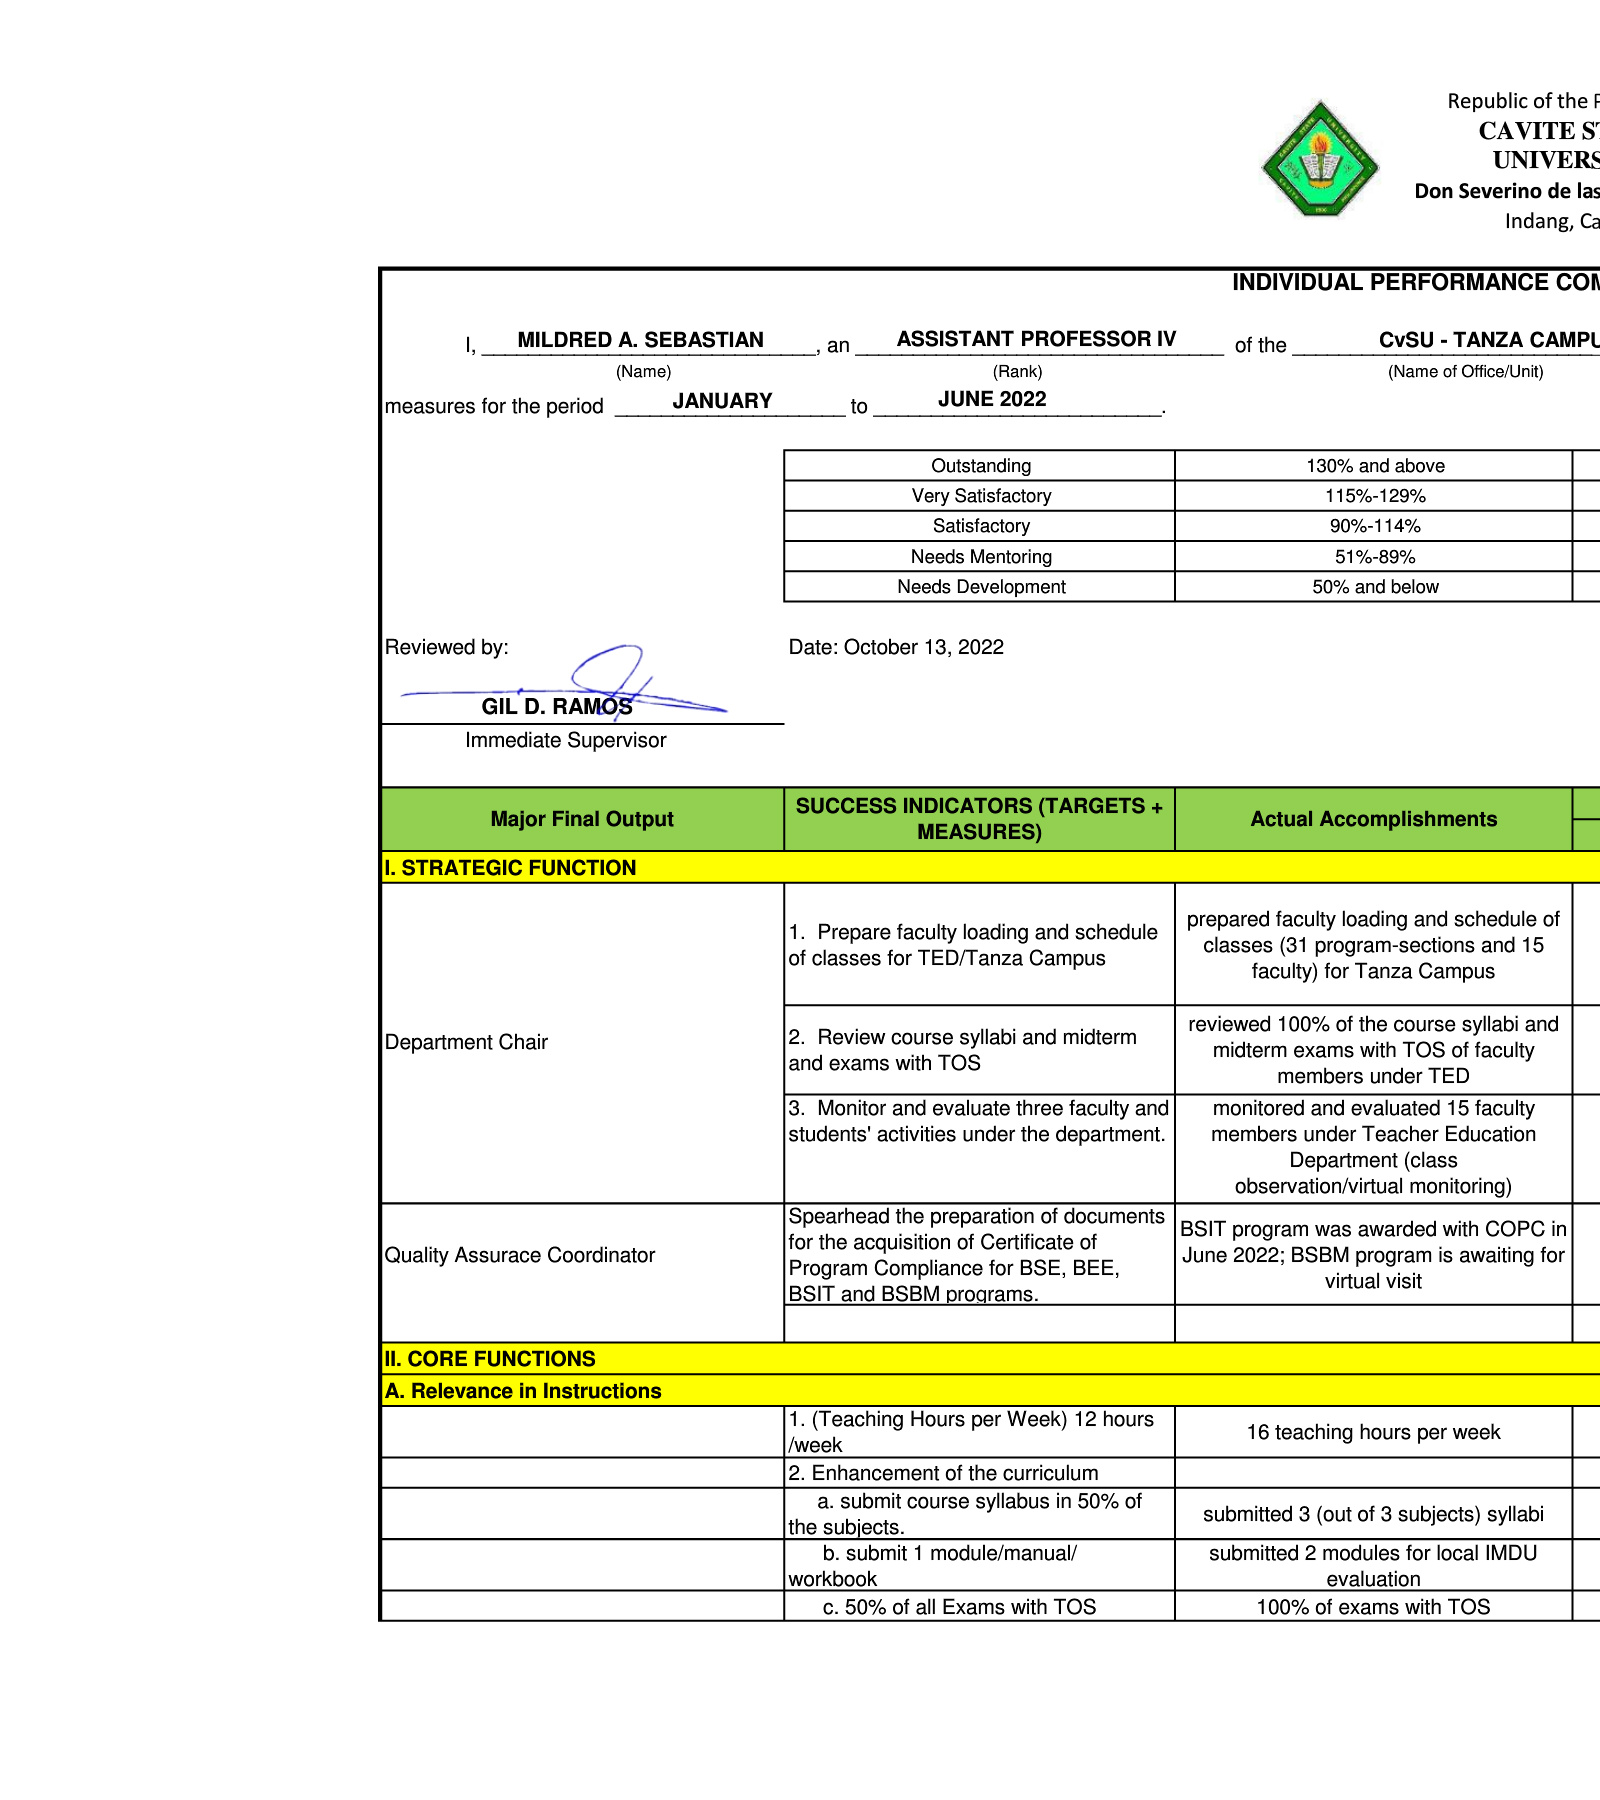 Republic of the P
CAVITE ST
UNIVERS
Don Severino de las
Indang, Ca
INDIVIDUAL PERFORMANCE COM
I, MILDRED A. SEBASTIAN, an ASSISTANT PROFESSOR IV of the CvSU - TANZA CAMPU
(Name) (Rank) (Name of Office/Unit)
measures for the period JANUARY to JUNE 2022.
Outstanding 130% and above
Very Satisfactory 115%-129%
Satisfactory 90%-114%
Needs Mentoring 51%-89%
Needs Development 50% and below
Reviewed by: Date: October 13, 2022
GIL D. RAMOS
Immediate Supervisor
Major Final Output
SUCCESS INDICATORS (TARGETS +
MEASURES)
Actual Accomplishments
I. STRATEGIC FUNCTION
Department Chair
1. Prepare faculty loading and schedule
of classes for TED/Tanza Campus
prepared faculty loading and schedule of
classes (31 program-sections and 15
faculty) for Tanza Campus
2. Review course syllabi and midterm
and exams with TOS
reviewed 100% of the course syllabi and
midterm exams with TOS of faculty
members under TED
3. Monitor and evaluate three faculty and
students' activities under the department.
monitored and evaluated 15 faculty
members under Teacher Education
Department (class
observation/virtual monitoring)
Quality Assurace Coordinator
Spearhead the preparation of documents
for the acquisition of Certificate of
Program Compliance for BSE, BEE,
BSIT and BSBM programs.
BSIT program was awarded with COPC in
June 2022; BSBM program is awaiting for
virtual visit
II. CORE FUNCTIONS
A. Relevance in Instructions
1. (Teaching Hours per Week) 12 hours
/week
16 teaching hours per week
2. Enhancement of the curriculum
a. submit course syllabus in 50% of
the subjects.
submitted 3 (out of 3 subjects) syllabi
b. submit 1 module/manual/
workbook
submitted 2 modules for local IMDU
evaluation
c. 50% of all Exams with TOS
100% of exams with TOS